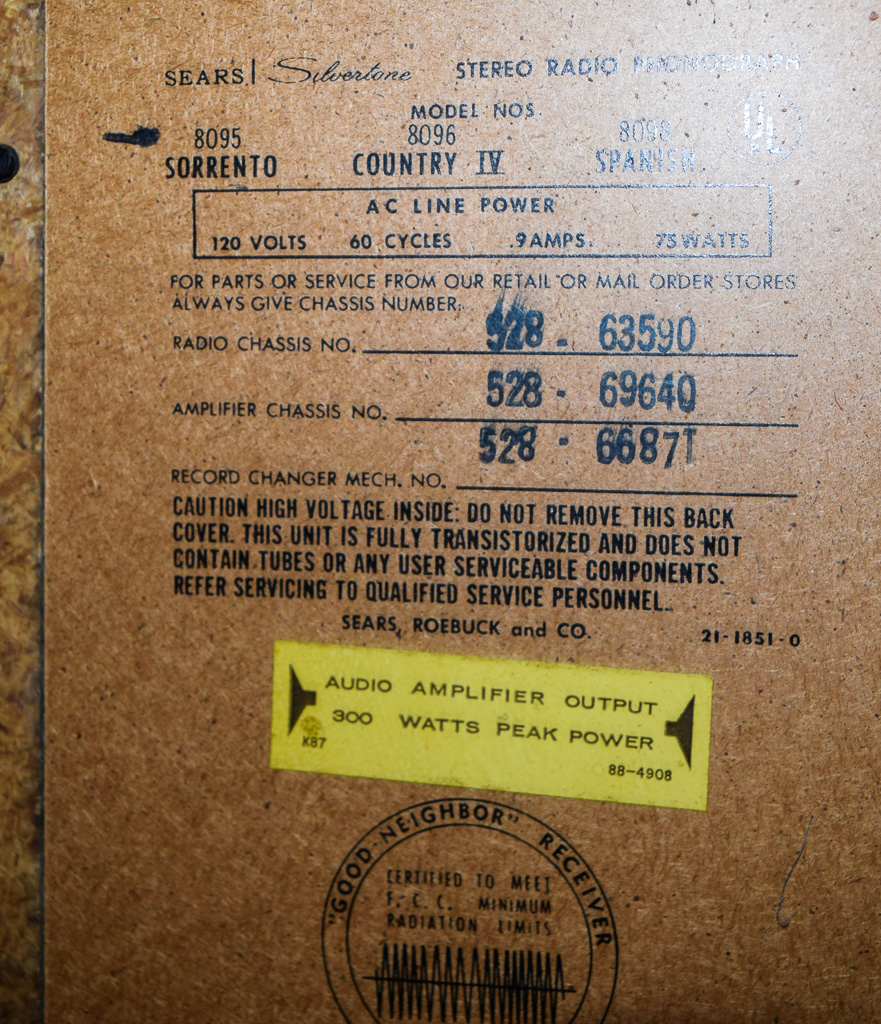 SEARS | Silvertone STEREO RADIO PHONOGRAPH
MODEL NOS.
8095 8096 8098
SORRENTO COUNTRY IV SPANISH
UL
AC LINE POWER
120 VOLTS 60 CYCLES .9 AMPS. 75 WATTS
FOR PARTS OR SERVICE FROM OUR RETAIL OR MAIL ORDER STORES
ALWAYS GIVE CHASSIS NUMBER.
RADIO CHASSIS NO. 528 - 63590
AMPLIFIER CHASSIS NO. 528 - 69640
RECORD CHANGER MECH. NO. 528 - 66871
CAUTION HIGH VOLTAGE INSIDE: DO NOT REMOVE THIS BACK
COVER. THIS UNIT IS FULLY TRANSISTORIZED AND DOES NOT
CONTAIN TUBES OR ANY USER SERVICEABLE COMPONENTS.
REFER SERVICING TO QUALIFIED SERVICE PERSONNEL.
SEARS, ROEBUCK and CO. 21-1851-0
AUDIO AMPLIFIER OUTPUT
300 WATTS PEAK POWER
K87 88-4908
"GOOD NEIGHBOR" RECEIVER
CERTIFIED TO MEET
F. C. C. MINIMUM
RADIATION LIMITS